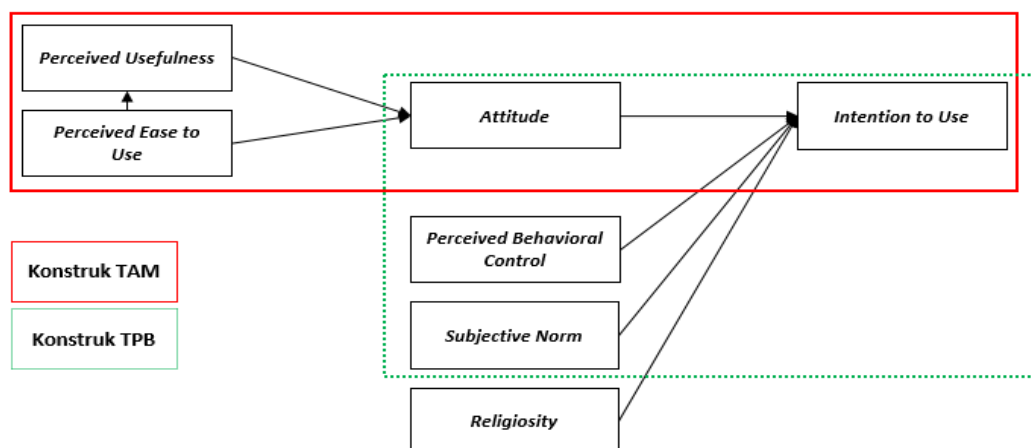 Perceived Usefulness
Perceived Ease to
Use
Attitude
Intention to Use
Perceived Behavioral
Control
Subjective Norm
Religiosity
Konstruk TAM
Konstruk TPB